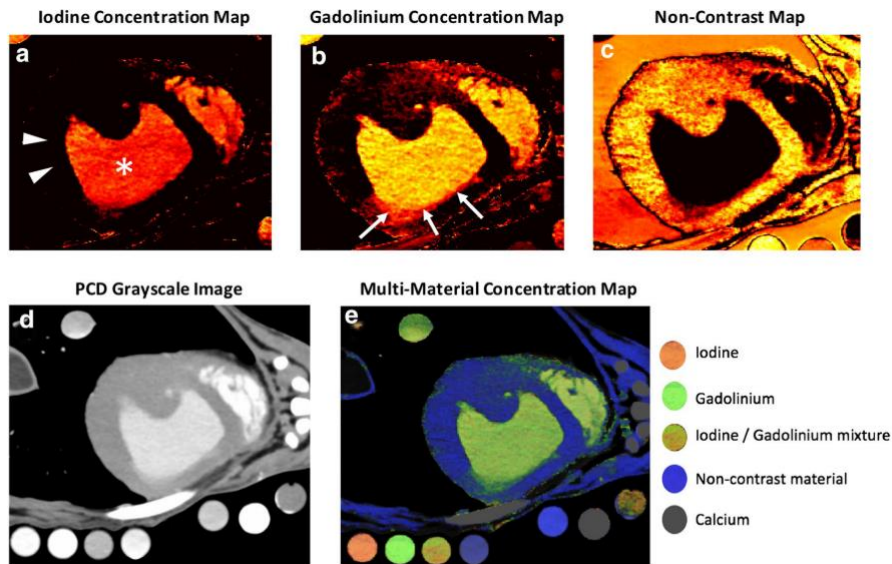 Iodine Concentration Map
Gadolinium Concentration Map
Non-Contrast Map
a
b
c
*
PCD Grayscale Image
Multi-Material Concentration Map
d
e
Iodine
Gadolinium
Iodine / Gadolinium mixture
Non-contrast material
Calcium